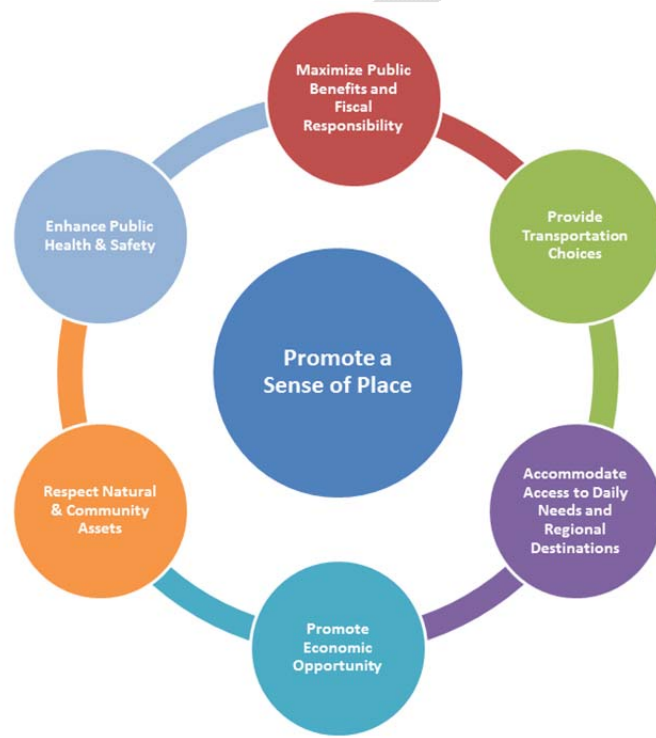 Maximize Public
Benefits and
Fiscal
Responsibility
Provide
Transportation
Choices
Accommodate
Access to Daily
Needs and
Regional
Destinations
Promote
Economic
Opportunity
Respect Natural
& Community
Assets
Enhance Public
Health & Safety
Promote a
Sense of Place